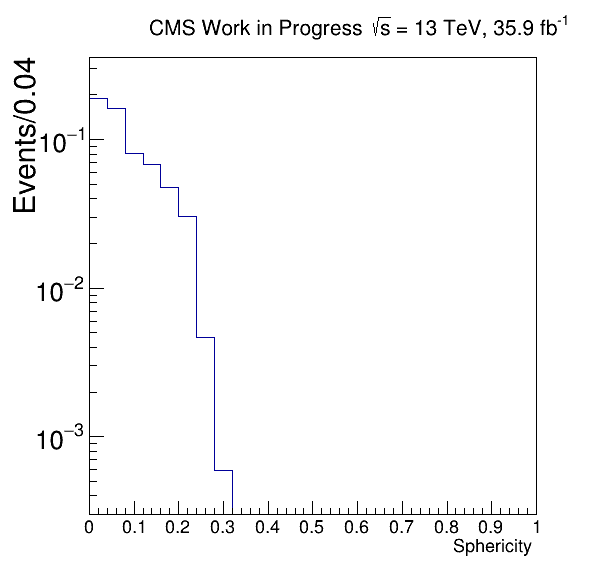 CMS Work in Progress √s = 13 TeV, 35.9 fb⁻¹
Events/0.04
10⁻¹
10⁻²
10⁻³
0 0.1 0.2 0.3 0.4 0.5 0.6 0.7 0.8 0.9 1
Sphericity